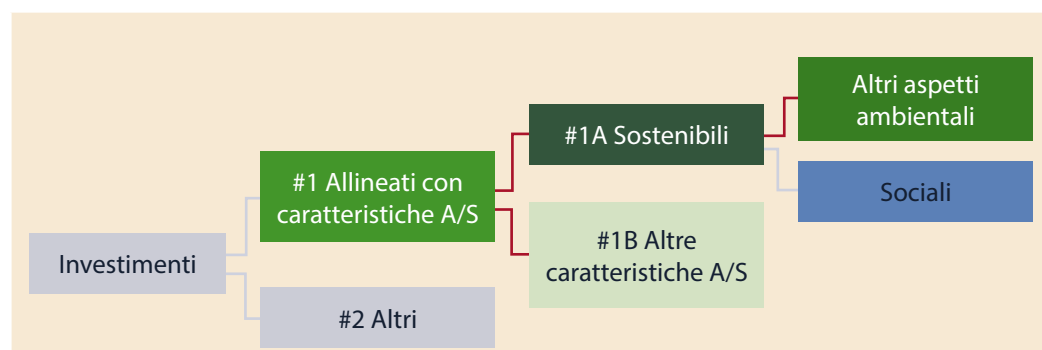 Investimenti
#1 Allineati con
caratteristiche A/S
#2 Altri
#1A Sostenibili
#1B Altre
caratteristiche A/S
Altri aspetti
ambientali
Sociali